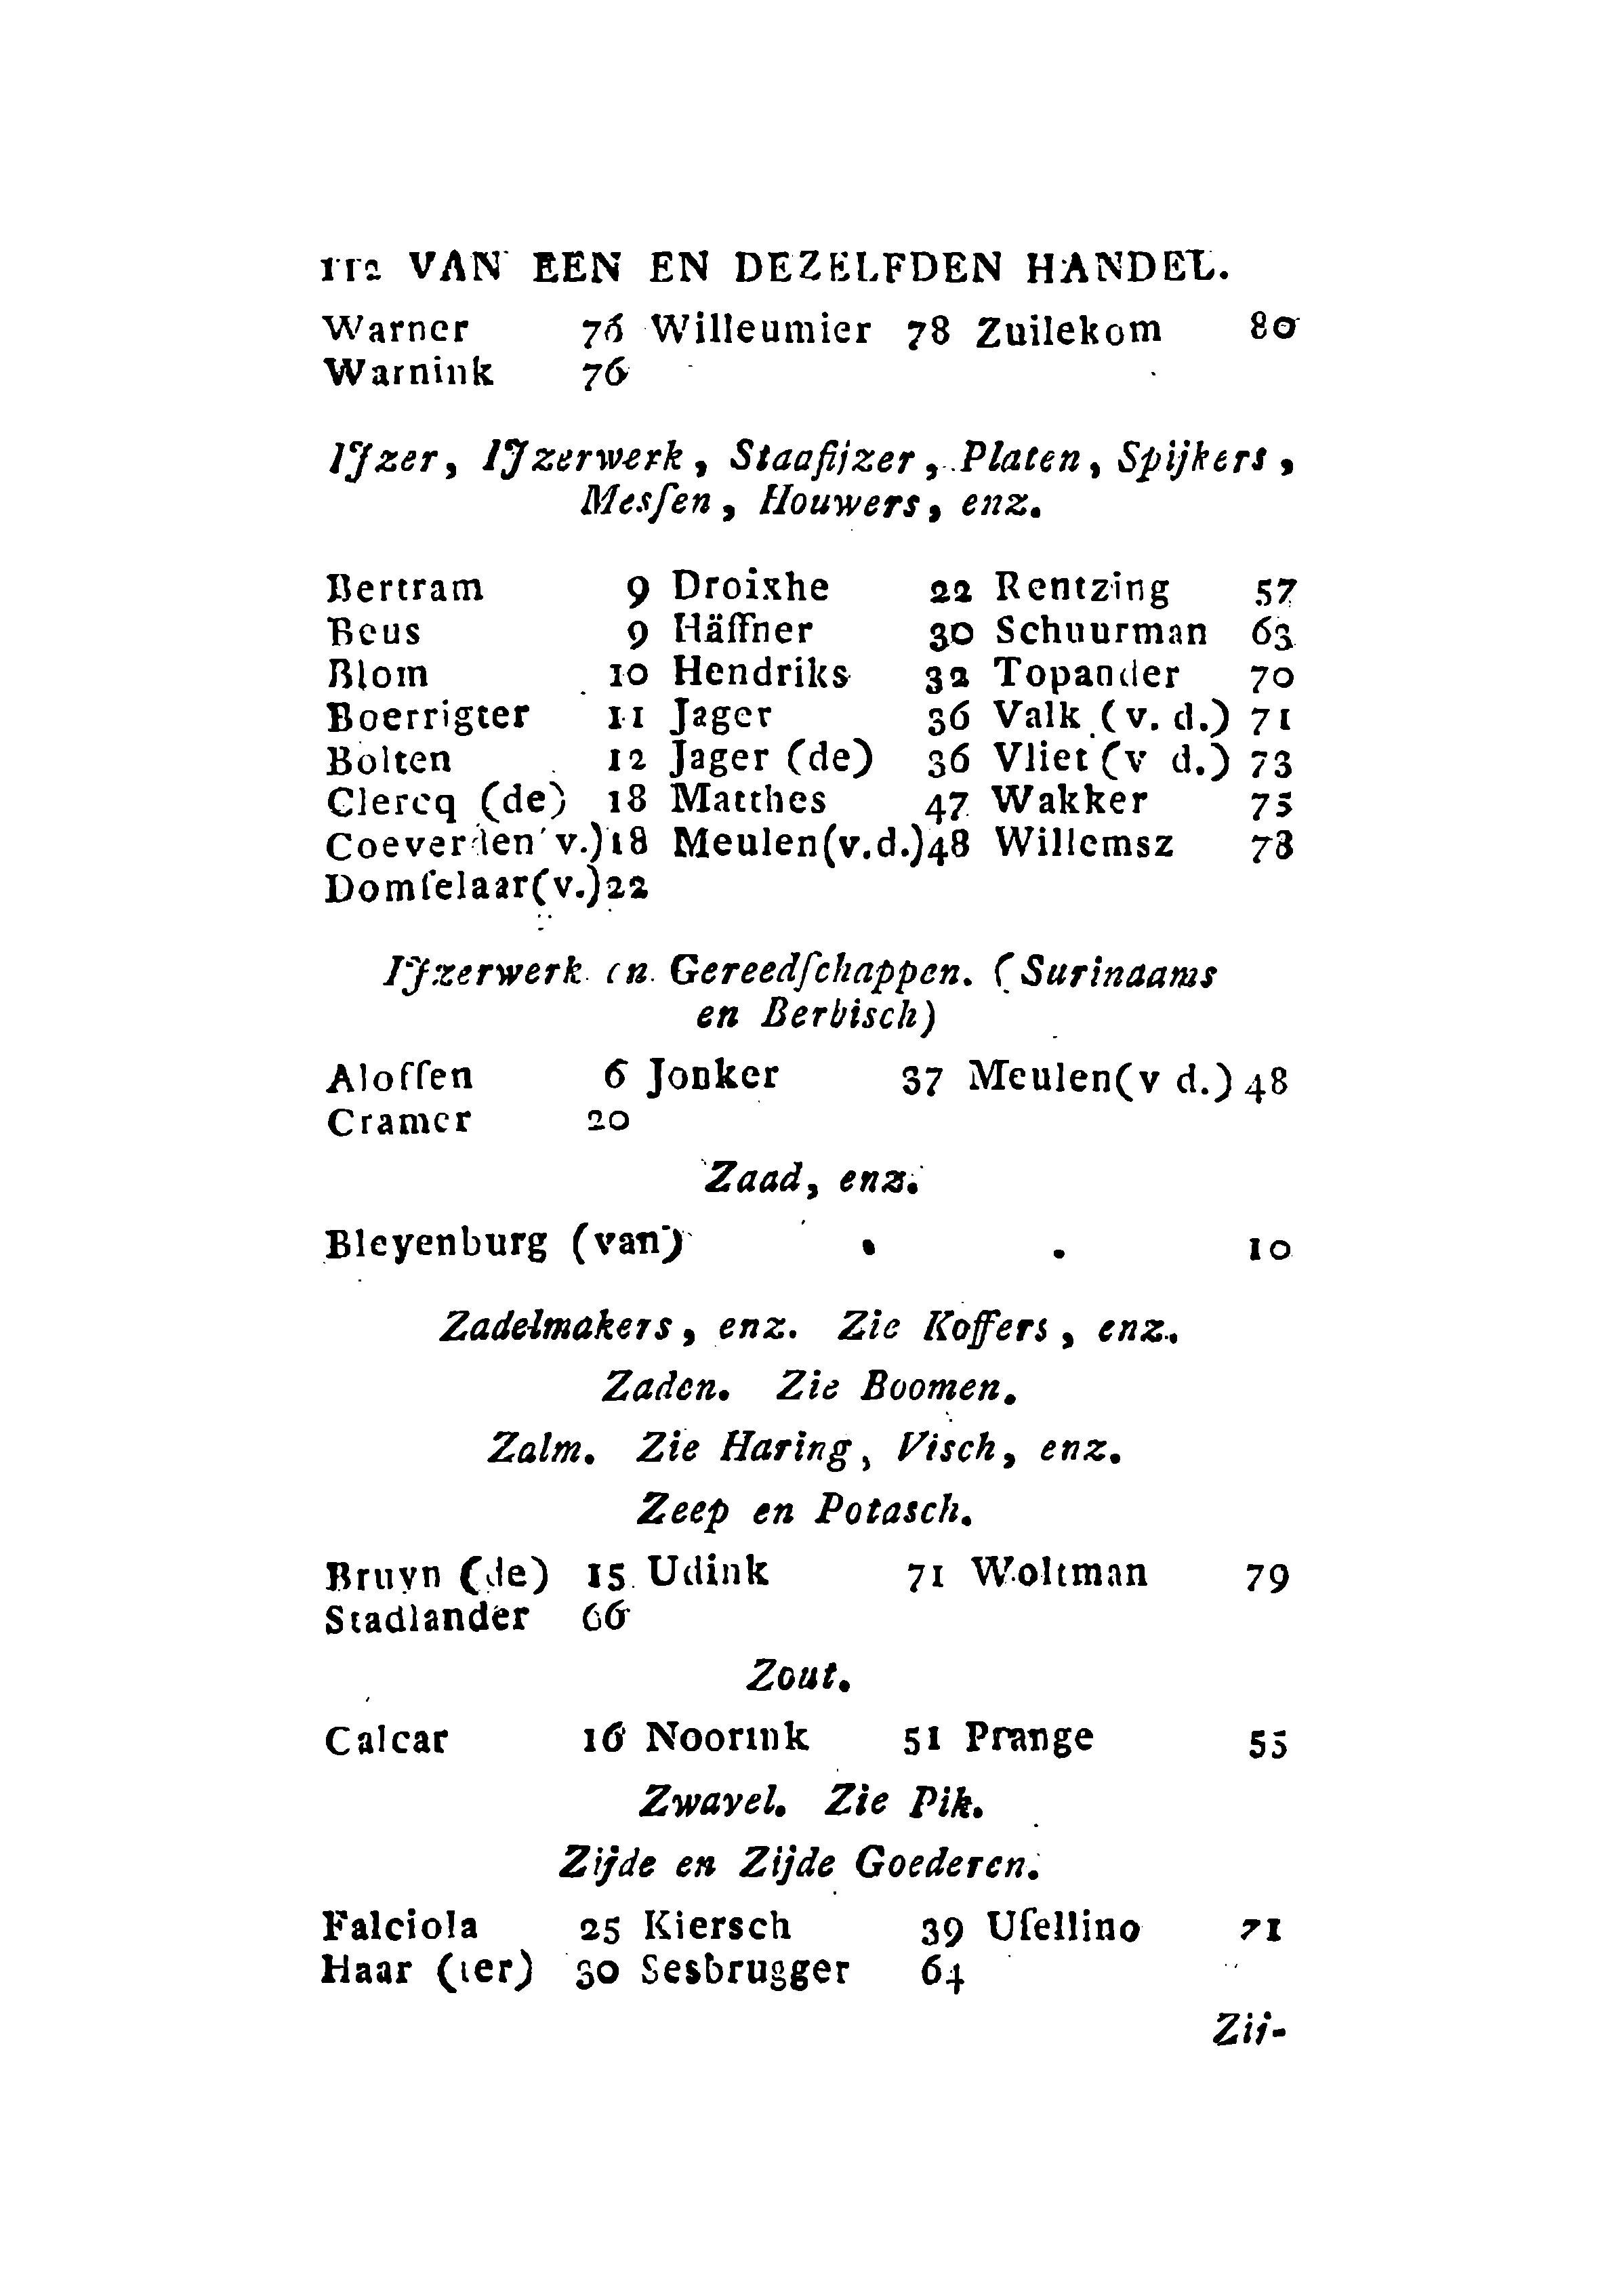 112 VAN EEN EN DEZELFDEN HANDEL.
Warner 76 Willeumier 78 Zuilekom 80
Warnink 76
IJzer, IJzerwerk, Staafijzer, Platen, Spijkers,
Mesſen, Houwers, enz.
Bertram 9 Droixhe 22 Rentzing 57
Beus 9 Häffner 30 Schuurman 63
Blom 10 Hendriks 32 Topander 70
Boerrigter 11 Jager 36 Valk (v. d.) 71
Bolten 12 Jager (de) 36 Vliet (v d.) 73
Clercq (de) 18 Matthes 47 Wakker 75
Coeverden v.) 18 Meulen (v.d.) 48 Willemsz 78
Domſelaar (v.) 22
IJzerwerk en Gereedſchappen. (Surinaams
en Berbisch)
Aloffen 6 Jonker 37 Meulen (v d.) 48
Cramer 20
Zaad, enz.
Bleyenburg (van) . . 10
Zadelmakers, enz. Zie Koffers, enz.
Zaden. Zie Boomen.
Zalm. Zie Haring, Visch, enz.
Zeep en Potasch.
Bruyn (de) 15 Udink 71 Woltman 79
Stadlander 66
Zout.
Calcar 16 Noorink 51 Prange 55
Zwavel. Zie Pik.
Zijde en Zijde Goederen.
Falciola 25 Kiersch 39 Uſellino 71
Haar (ter) 30 Sesbrugger 64
Zij-